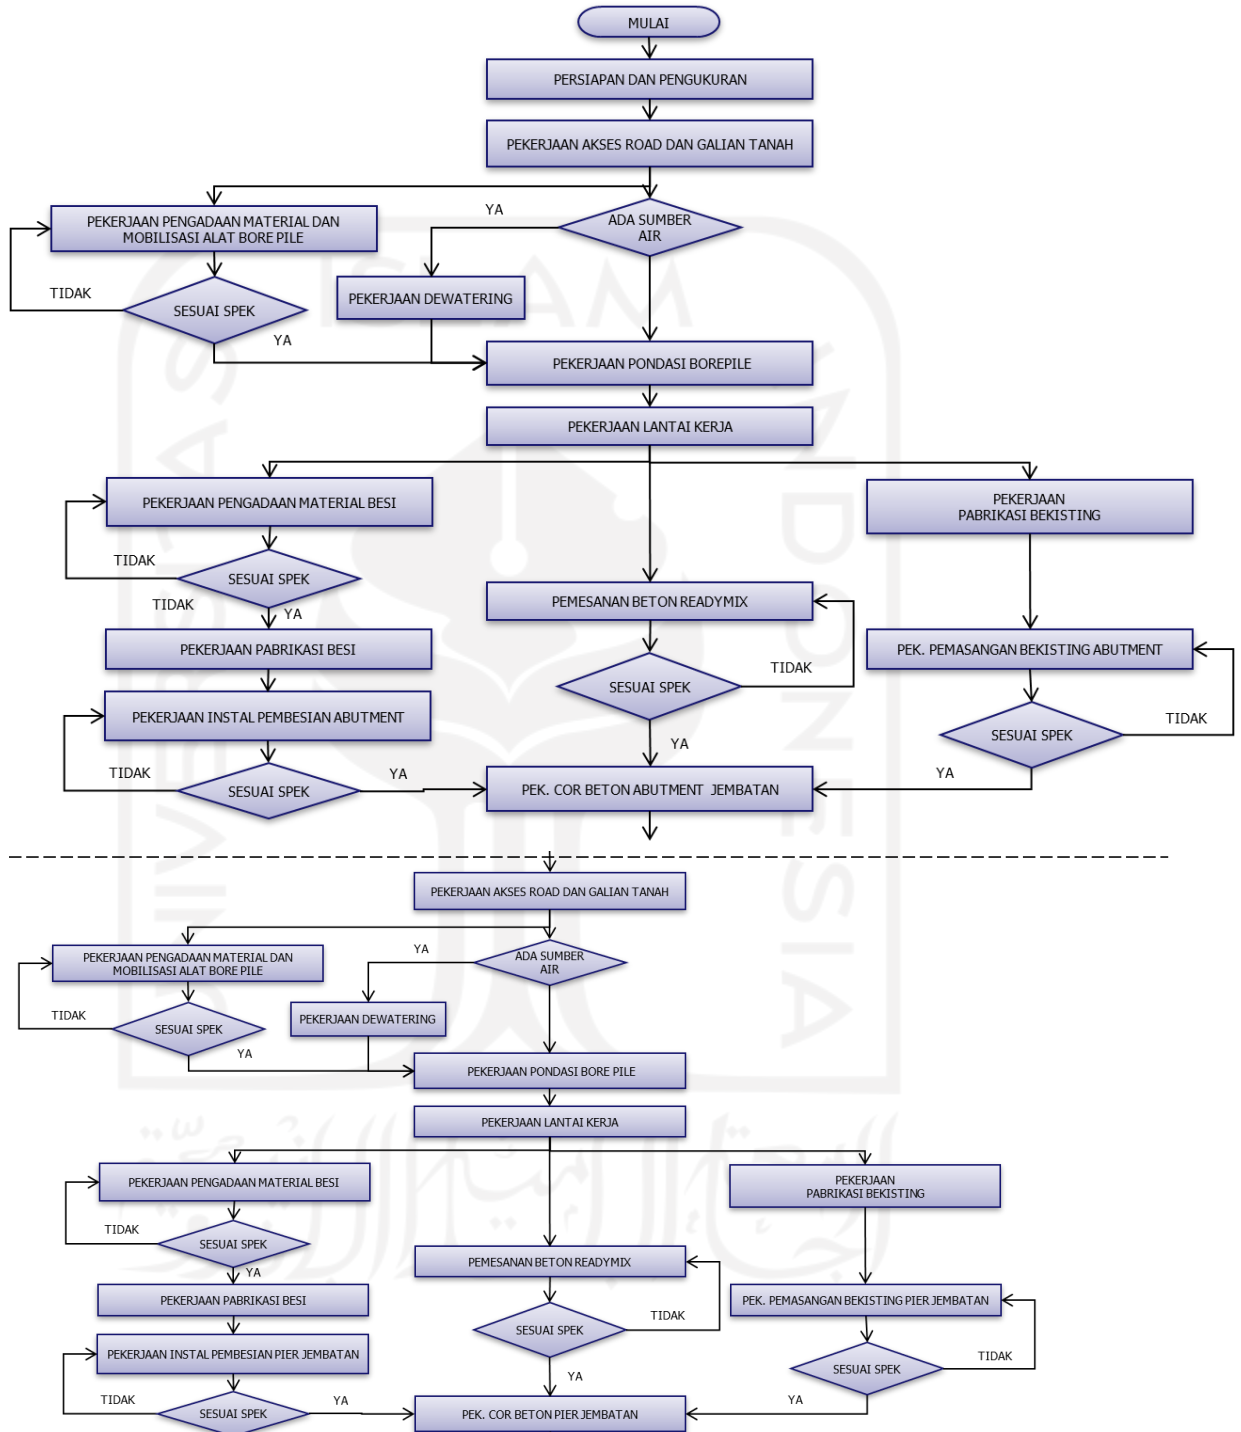 MULAI
PERSIAPAN DAN PENGUKURAN
PEKERJAAN AKSES ROAD DAN GALIAN TANAH
PEKERJAAN PENGADAAN MATERIAL DAN
MOBILISASI ALAT BORE PILE
YA
ADA SUMBER
AIR
TIDAK
SESUAI SPEK
PEKERJAAN DEWATERING
YA
PEKERJAAN PONDASI BOREPILE
PEKERJAAN LANTAI KERJA
PEKERJAAN PENGADAAN MATERIAL BESI
PEKERJAAN
PABRIKASI BEKISTING
TIDAK
SESUAI SPEK
TIDAK
YA
PEMESANAN BETON READYMIX
PEKERJAAN PABRIKASI BESI
PEK. PEMASANGAN BEKISTING ABUTMENT
TIDAK
SESUAI SPEK
PEKERJAAN INSTAL PEMBESIAN ABUTMENT
TIDAK
SESUAI SPEK
YA
TIDAK
SESUAI SPEK
YA
YA
PEK. COR BETON ABUTMENT JEMBATAN
PEKERJAAN AKSES ROAD DAN GALIAN TANAH
PEKERJAAN PENGADAAN MATERIAL DAN
MOBILISASI ALAT BORE PILE
YA
ADA SUMBER
AIR
TIDAK
SESUAI SPEK
PEKERJAAN DEWATERING
YA
PEKERJAAN PONDASI BORE PILE
PEKERJAAN LANTAI KERJA
PEKERJAAN PENGADAAN MATERIAL BESI
PEKERJAAN
PABRIKASI BEKISTING
TIDAK
SESUAI SPEK
YA
PEMESANAN BETON READYMIX
PEKERJAAN PABRIKASI BESI
PEK. PEMASANGAN BEKISTING PIER JEMBATAN
TIDAK
SESUAI SPEK
PEKERJAAN INSTAL PEMBESIAN PIER JEMBATAN
TIDAK
SESUAI SPEK
YA
TIDAK
SESUAI SPEK
YA
YA
PEK. COR BETON PIER JEMBATAN
UNIVERSITAS
ISLAM
INDONESIA